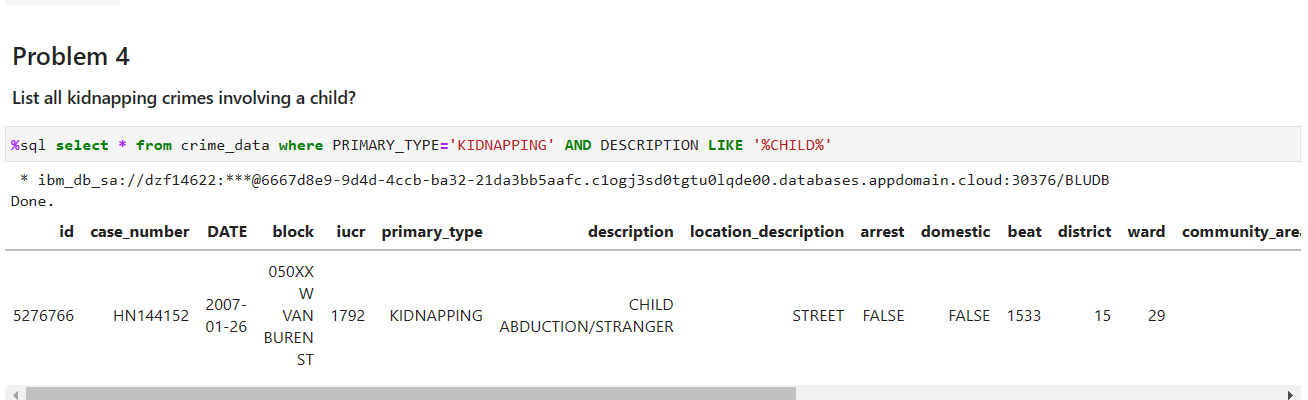 Problem 4
List all kidnapping crimes involving a child?
%sql select * from crime_data where PRIMARY_TYPE='KIDNAPPING' AND DESCRIPTION LIKE '%CHILD%'
* ibm_db_sa://dzf14622:***@6667d8e9-9d4d-4ccb-ba32-21da3bb5aafc.c1ogj3sd0tgtu0lqde00.databases.appdomain.cloud:30376/BLUDB
Done.
id case_number DATE block iucr primary_type description location_description arrest domestic beat district ward community_area
5276766 HN144152 2007-01-26 050XX W VAN BUREN ST 1792 KIDNAPPING CHILD ABDUCTION/STRANGER STREET FALSE FALSE 1533 15 29